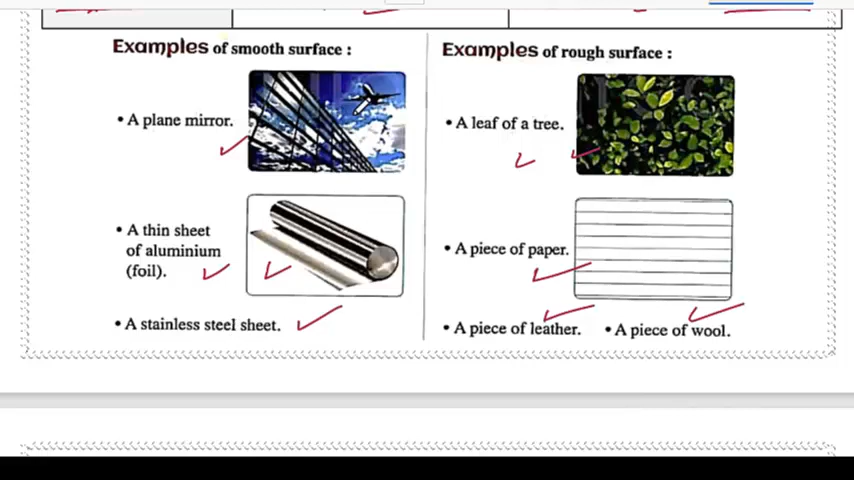 Examples of smooth surface :
• A plane mirror.
• A thin sheet
of aluminium
(foil).
• A stainless steel sheet.
Examples of rough surface :
• A leaf of a tree.
• A piece of paper.
• A piece of leather. • A piece of wool.